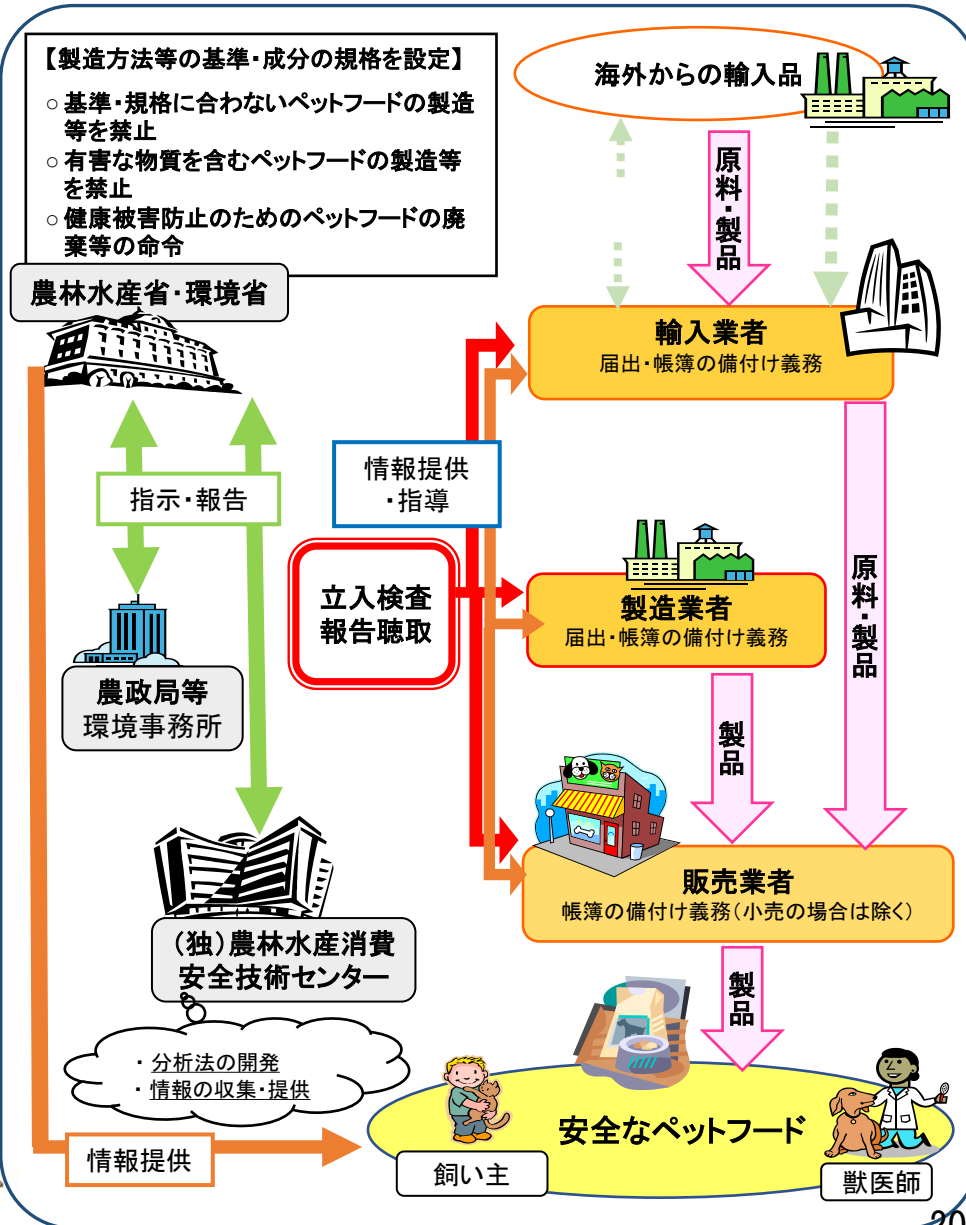 【製造方法等の基準・成分の規格を設定】
○ 基準・規格に合わないペットフードの製造
等を禁止
○ 有害な物質を含むペットフードの製造等
を禁止
○ 健康被害防止のためのペットフードの廃
棄等の命令
海外からの輸入品
原料・製品
農林水産省・環境省
輸入業者
届出・帳簿の備付け義務
情報提供
・指導
指示・報告
立入検査
報告聴取
製造業者
届出・帳簿の備付け義務
原料・製品
農政局等
環境事務所
製品
販売業者
帳簿の備付け義務(小売の場合は除く)
(独)農林水産消費
安全技術センター
製品
・ 分析法の開発
・ 情報の収集・提供
安全なペットフード
情報提供
飼い主
獣医師
20